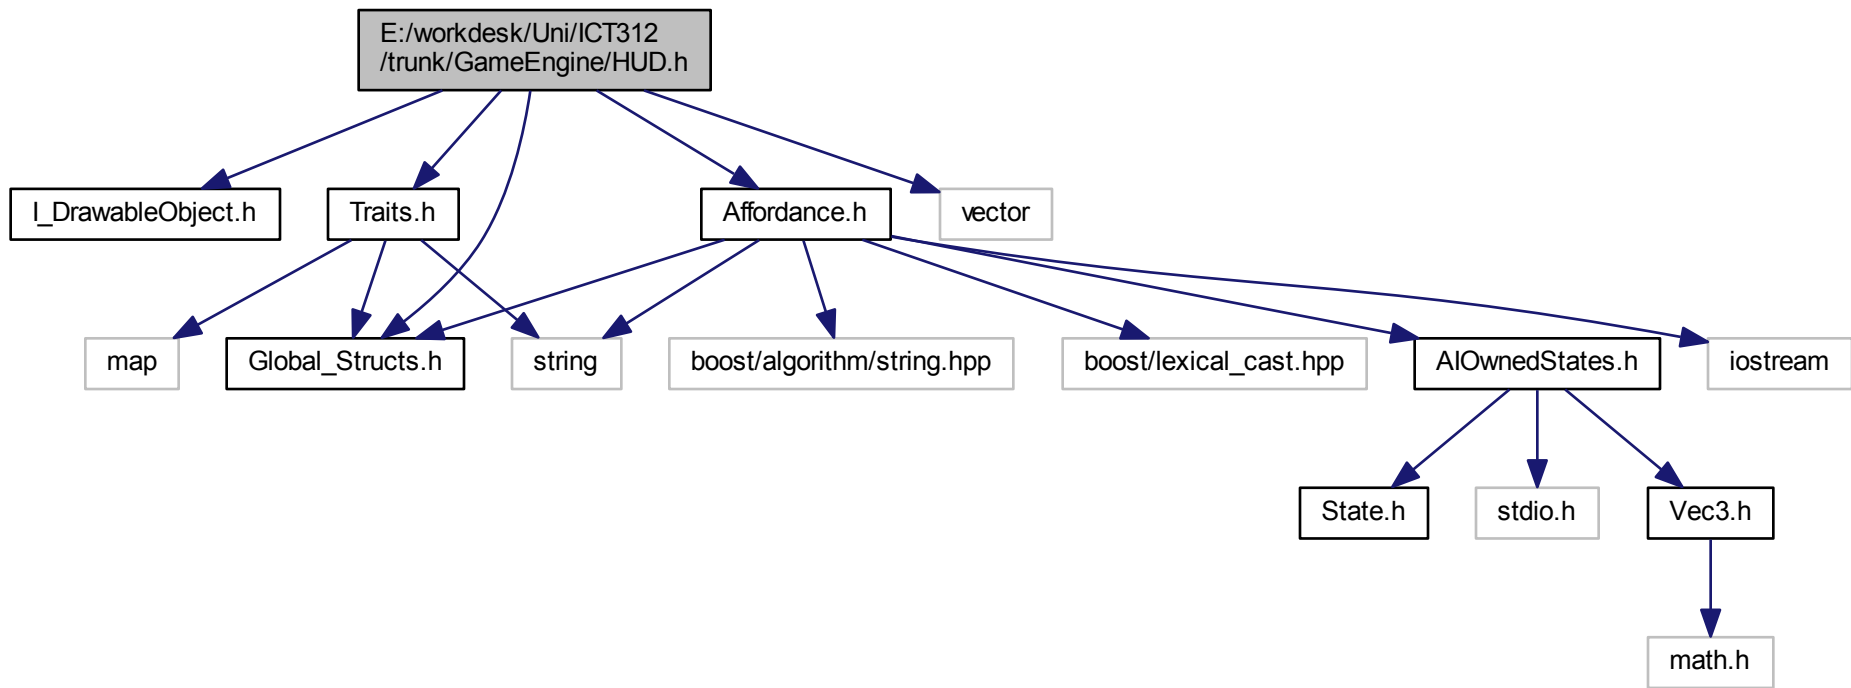 E:/workdesk/Uni/ICT312
/trunk/GameEngine/HUD.h
I_DrawableObject.h
Traits.h
Affordance.h
vector
map
Global_Structs.h
string
boost/algorithm/string.hpp
boost/lexical_cast.hpp
AIOwnedStates.h
iostream
State.h
stdio.h
Vec3.h
math.h